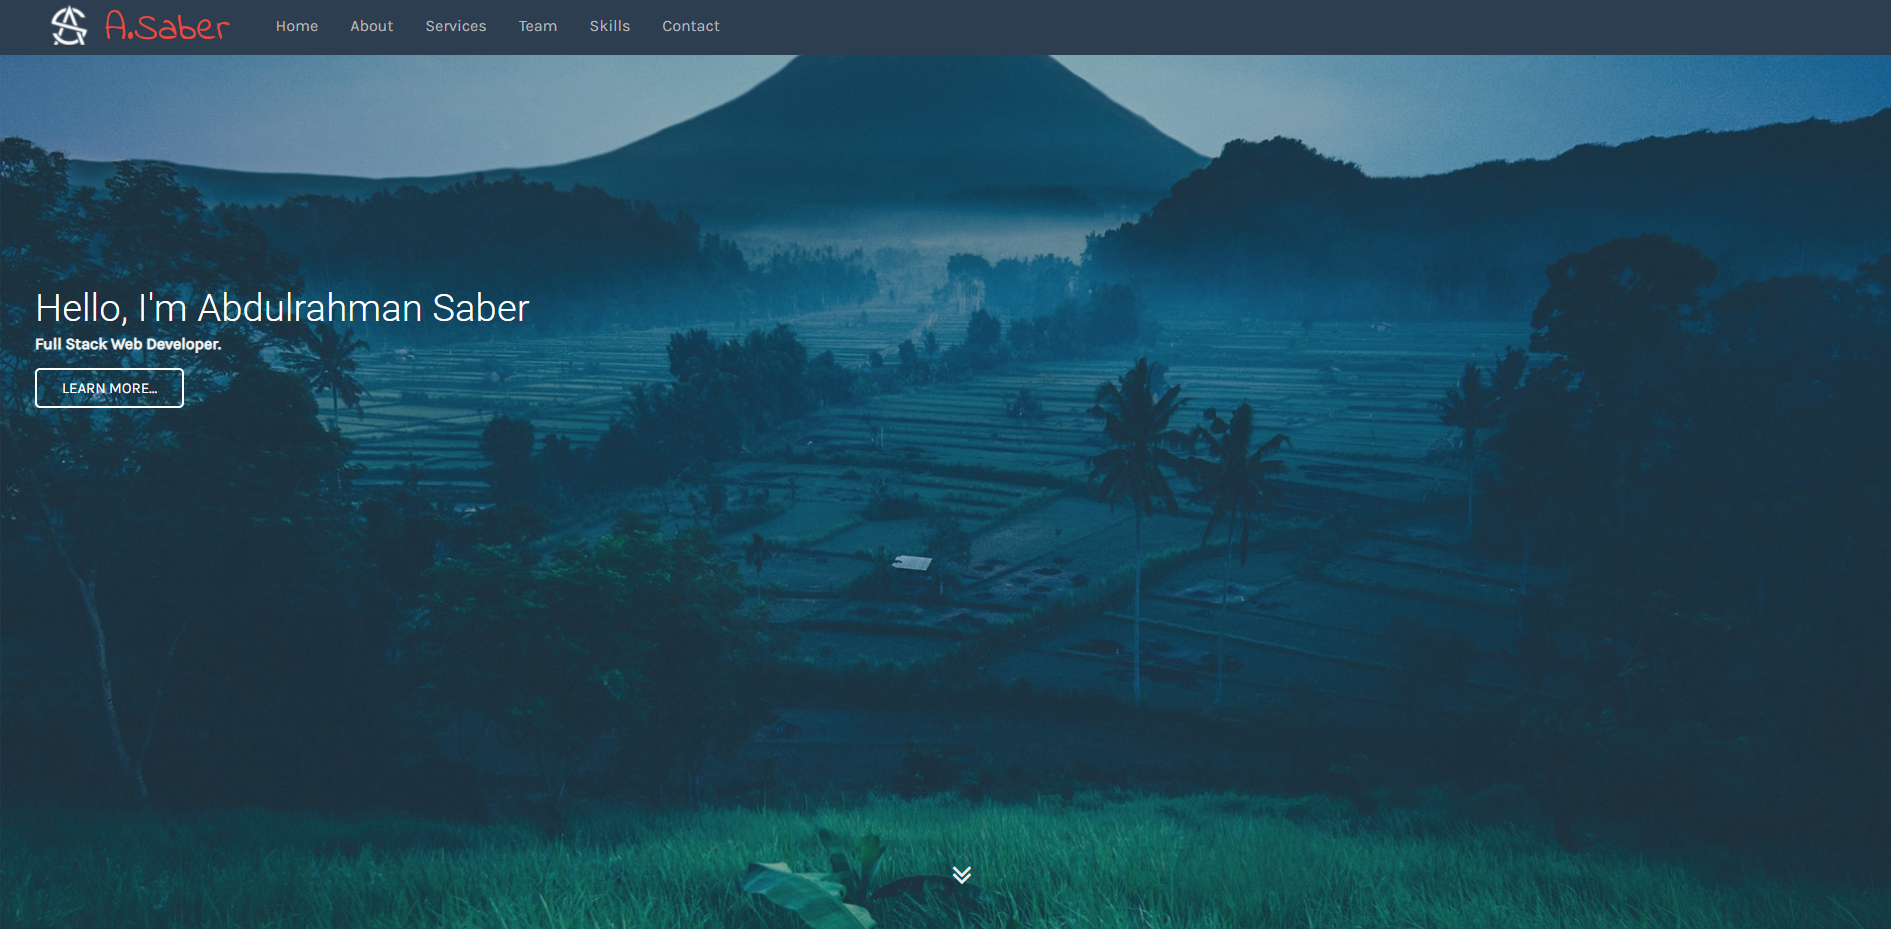 A.Saber
Home About Services Team Skills Contact
Hello, I'm Abdulrahman Saber
Full Stack Web Developer.
LEARN MORE...